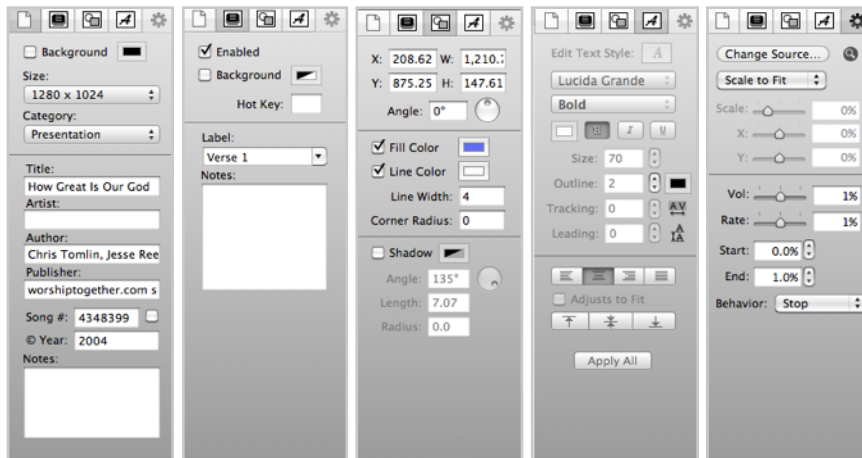 Background
Size:
1280 x 1024
Category:
Presentation
Title:
How Great Is Our God
Artist:
Author:
Chris Tomlin, Jesse Ree
Publisher:
worshiptogether.com s
Song #: 4348399
© Year: 2004
Notes:
Enabled
Background
Hot Key:
Label:
Verse 1
Notes:
X: 208.62 W: 1,210.
Y: 875.25 H: 147.61
Angle: 0°
Fill Color
Line Color
Line Width: 4
Corner Radius: 0
Shadow
Angle: 135°
Length: 7.07
Radius: 0.0
Edit Text Style: A
Lucida Grande
Bold
B I U
Size: 70
Outline: 2
Tracking: 0 AV
Leading: 0
Adjusts to Fit
Apply All
Change Source...
Scale to Fit
Scale: 0%
X: 0%
Y: 0%
Vol: 1%
Rate: 1%
Start: 0.0%
End: 1.0%
Behavior: Stop